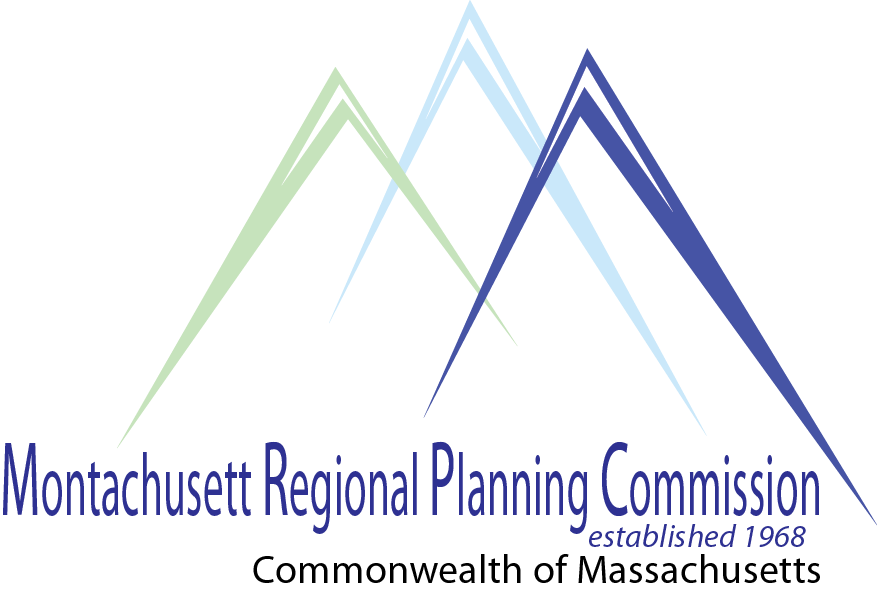 Montachusett Regional Planning Commission
established 1968
Commonwealth of Massachusetts